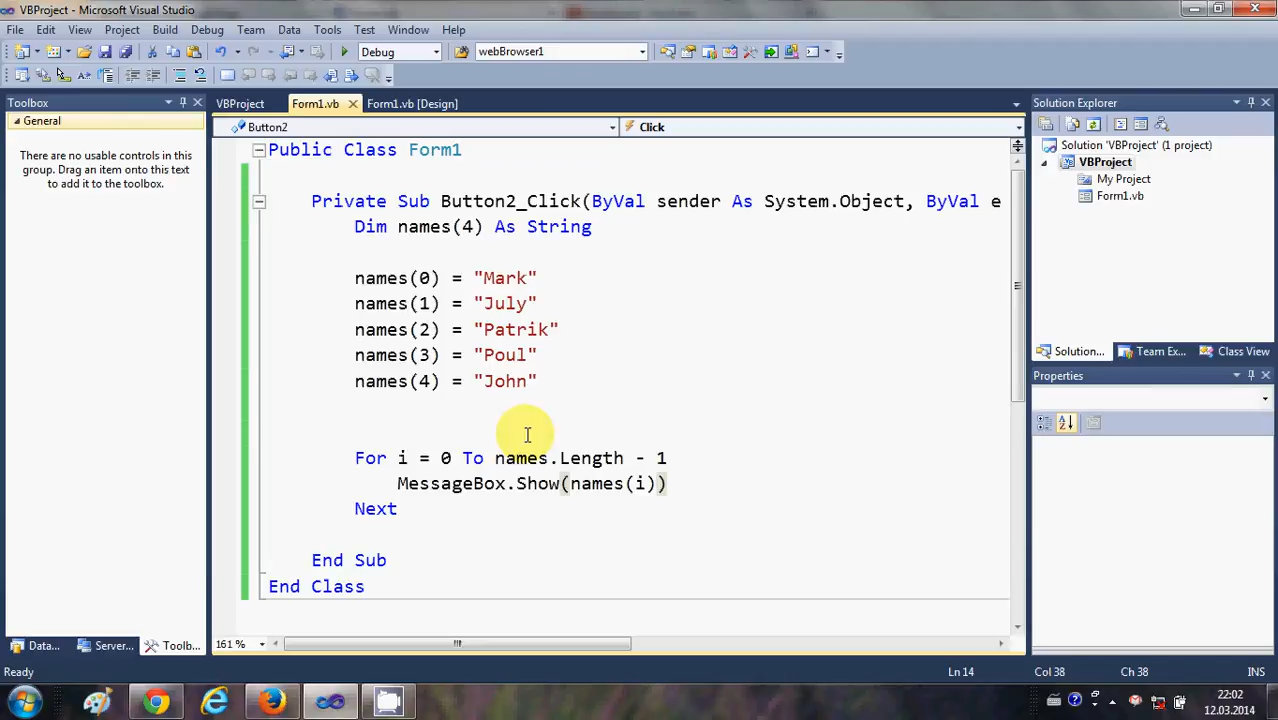 VBProject - Microsoft Visual Studio
File Edit View Project Build Debug Team Data Tools Test Window Help
Debug webBrowser1
Toolbox
General
There are no usable controls in this
group. Drag an item onto this text
to add it to the toolbox.
Data... Server... Toolb...
VBProject Form1.vb Form1.vb [Design]
Button2 Click
Public Class Form1
Private Sub Button2_Click(ByVal sender As System.Object, ByVal e
Dim names(4) As String
names(0) = "Mark"
names(1) = "July"
names(2) = "Patrik"
names(3) = "Poul"
names(4) = "John"
For i = 0 To names.Length - 1
MessageBox.Show(names(i))
Next
End Sub
End Class
161 %
Solution Explorer
Solution 'VBProject' (1 project)
VBProject
My Project
Form1.vb
Solution... Team Ex... Class View
Properties
Ready Ln 14 Col 38 Ch 38 INS
22:02
12.03.2014